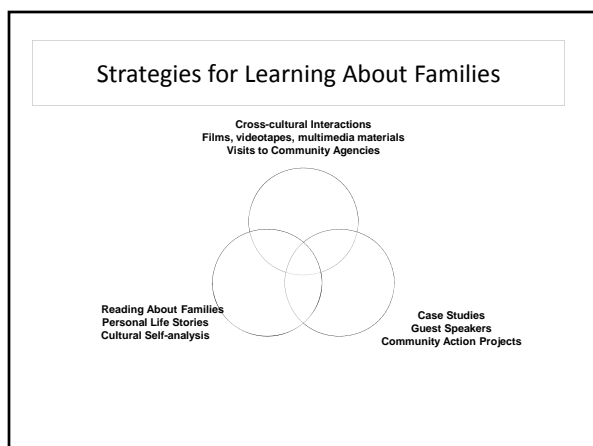 Strategies for Learning About Families
Cross-cultural Interactions
Films, videotapes, multimedia materials
Visits to Community Agencies
Reading About Families
Personal Life Stories
Cultural Self-analysis
Case Studies
Guest Speakers
Community Action Projects